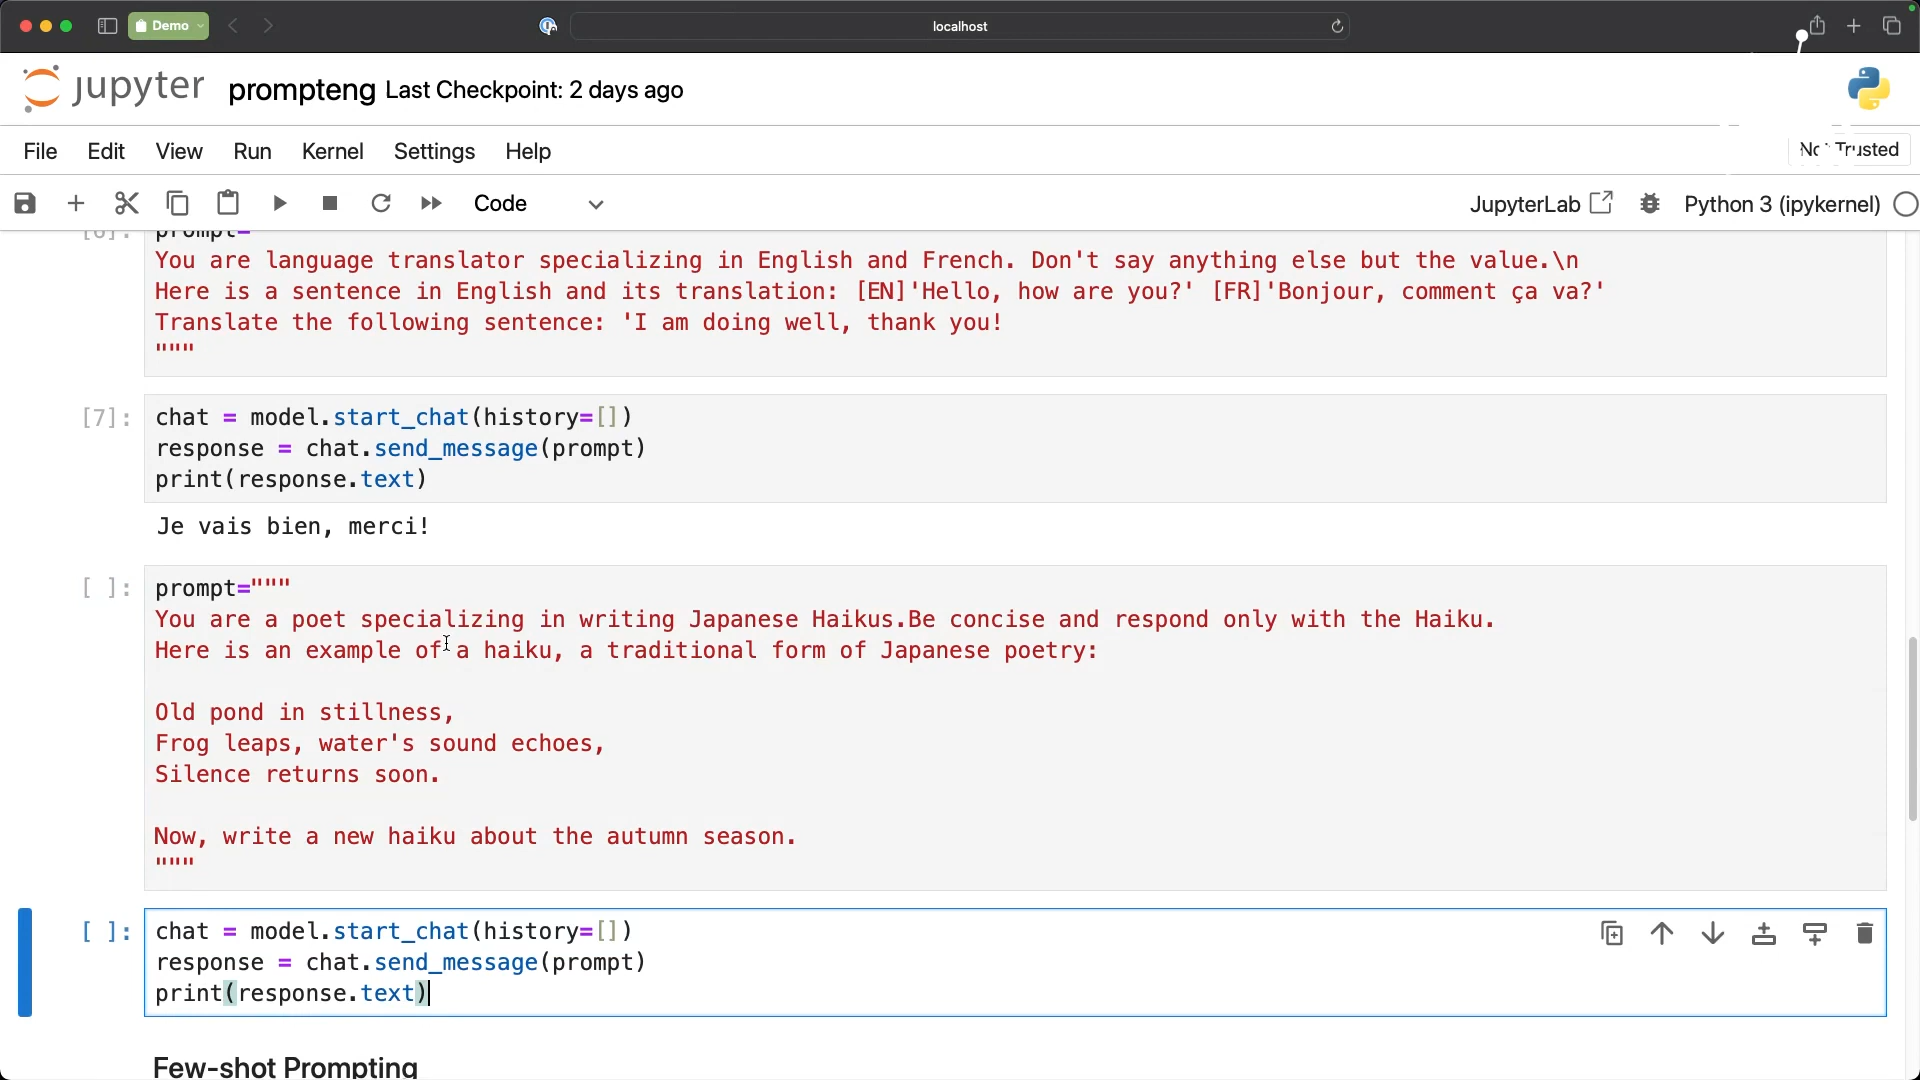 Demo
localhost
jupyter prompteng Last Checkpoint: 2 days ago
File Edit View Run Kernel Settings Help
Trusted
Code
JupyterLab
Python 3 (ipykernel)
prompt=
You are language translator specializing in English and French. Don't say anything else but the value.\n
Here is a sentence in English and its translation: [EN]'Hello, how are you?' [FR]'Bonjour, comment ça va?'
Translate the following sentence: 'I am doing well, thank you!
"""
[7]: chat = model.start_chat(history=[])
response = chat.send_message(prompt)
print(response.text)
Je vais bien, merci!
[ ]: prompt="""
You are a poet specializing in writing Japanese Haikus.Be concise and respond only with the Haiku.
Here is an example of a haiku, a traditional form of Japanese poetry:
Old pond in stillness,
Frog leaps, water's sound echoes,
Silence returns soon.
Now, write a new haiku about the autumn season.
"""
[ ]: chat = model.start_chat(history=[])
response = chat.send_message(prompt)
print(response.text)
Few-shot Prompting